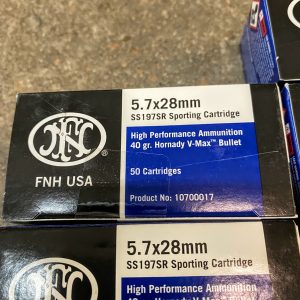 FN
®
FNH USA
5.7x28mm
SS197SR Sporting Cartridge
High Performance Ammunition
40 gr. Hornady V-Max™ Bullet
50 Cartridges
Product No: 10700017
5.7x28mm
SS197SR Sporting Cartridge
High Performance Ammunition